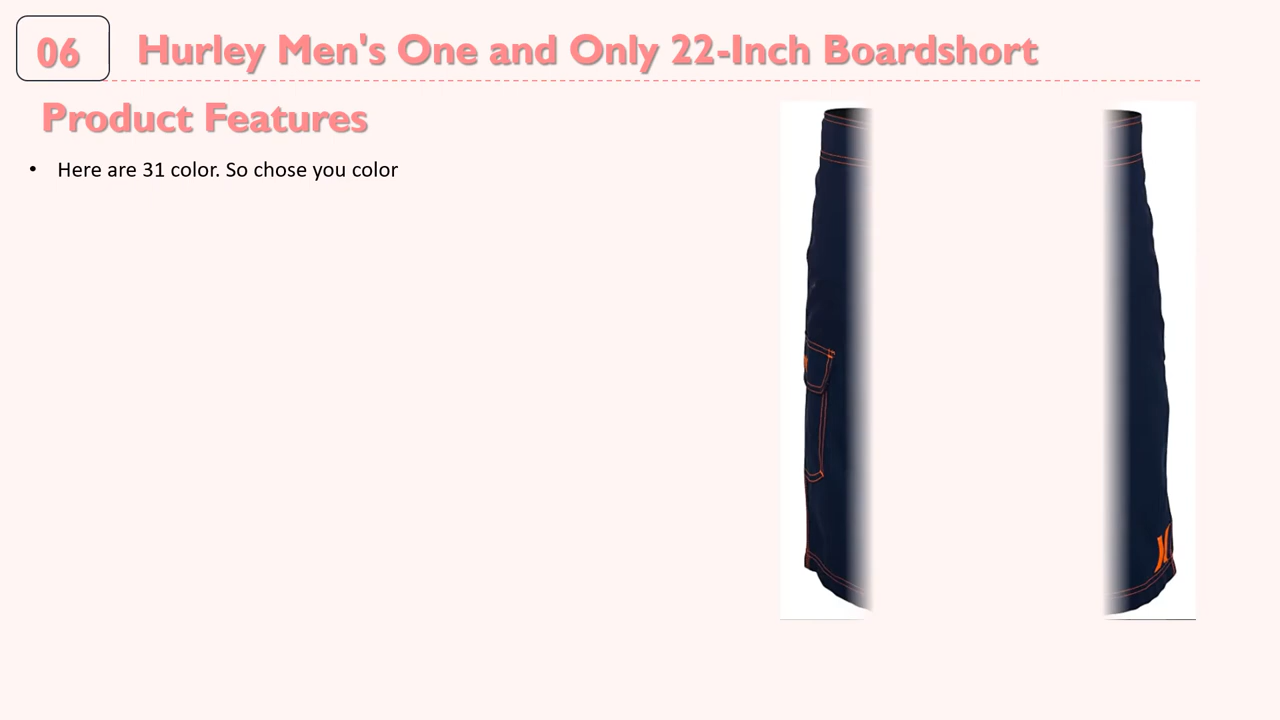 06
Hurley Men's One and Only 22-Inch Boardshort
Product Features
• Here are 31 color. So chose you color